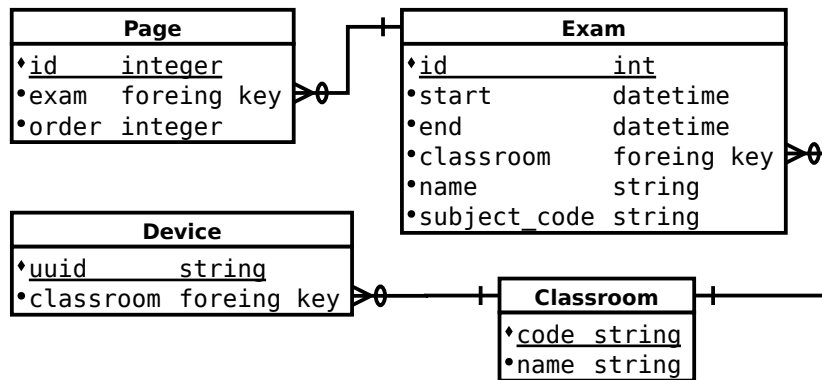 Page
id integer
exam foreing key
order integer
Exam
id int
start datetime
end datetime
classroom foreing key
name string
subject_code string
Device
uuid string
classroom foreing key
Classroom
code string
name string